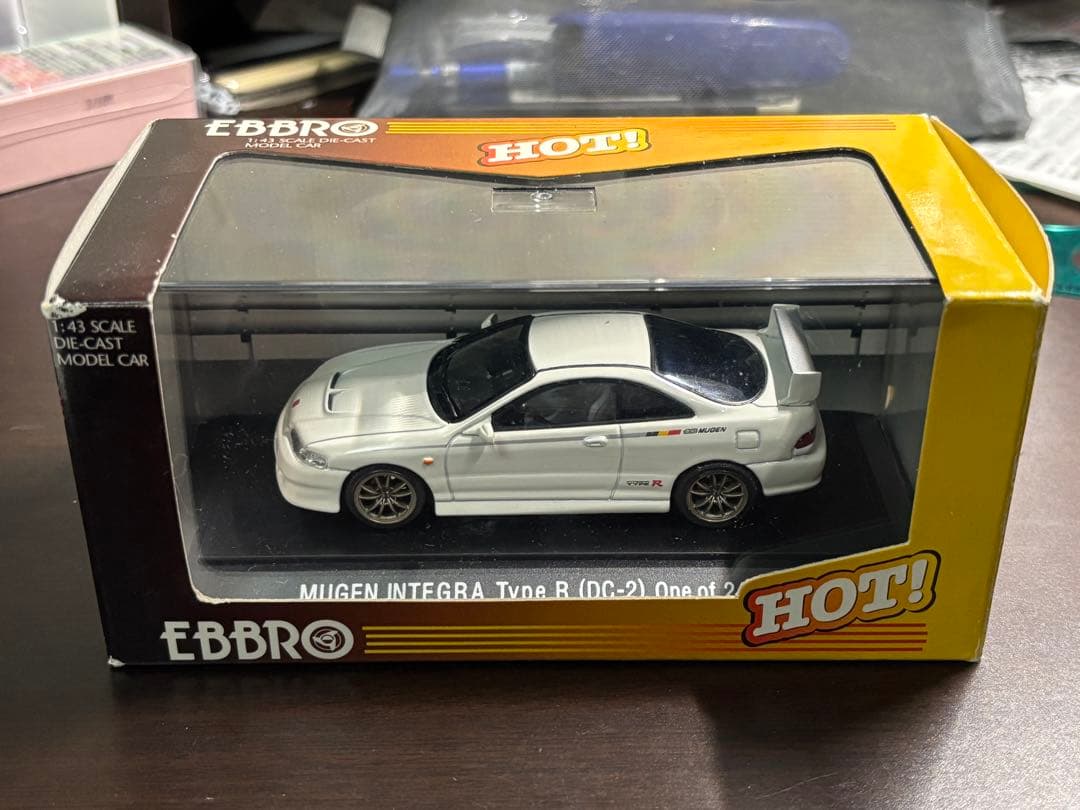 EBBRO
1:43 SCALE DIE-CAST
MODEL CAR
HOT!
1:43 SCALE
DIE-CAST
MODEL CAR
MUGEN
TYPE R
MUGEN INTEGRA Type R (DC-2) One of
HOT!
EBBRO